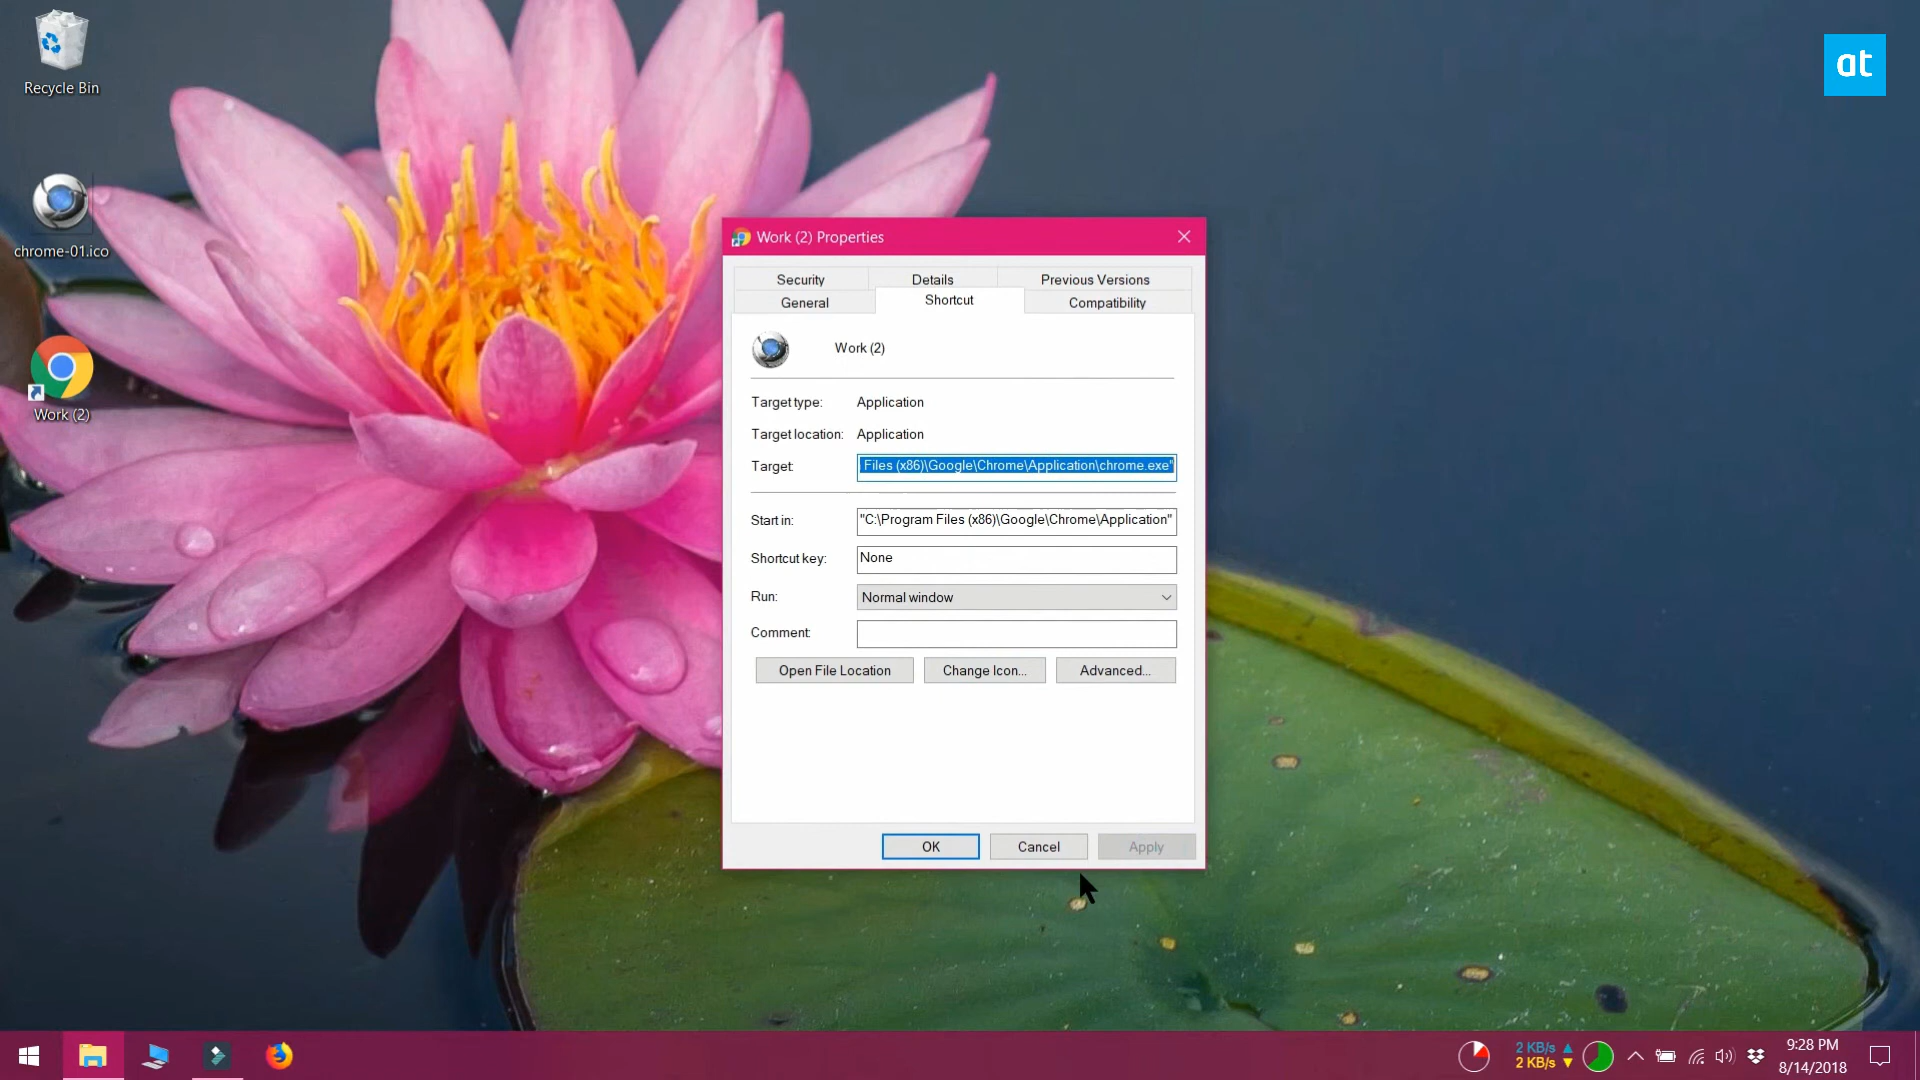 Recycle Bin
at
chrome-01.ico
Work (2)
Work (2) Properties
Security
Details
Previous Versions
General
Shortcut
Compatibility
Work (2)
Target type:
Application
Target location:
Application
Target:
Files (x86)\Google\Chrome\Application\chrome.exe"
Start in:
"C:\Program Files (x86)\Google\Chrome\Application"
Shortcut key:
None
Run:
Normal window
Comment:
Open File Location
Change Icon...
Advanced...
OK
Cancel
Apply
2 KB/s
2 KB/s
9:28 PM
8/14/2018